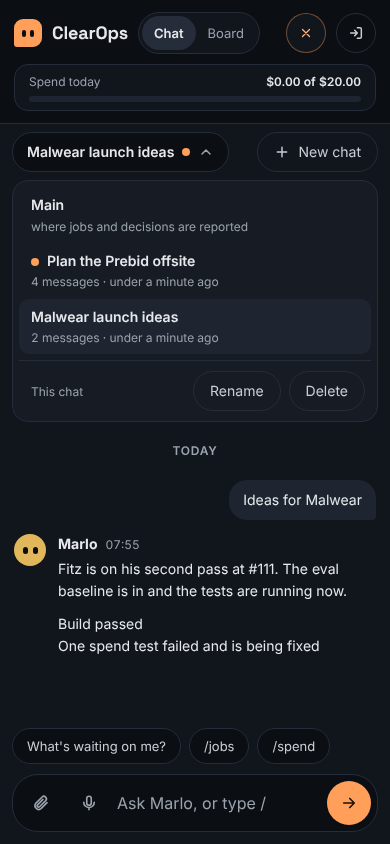 ClearOps
Chat
Board
Spend today
$0.00 of $20.00
Malwear launch ideas
New chat
Main
where jobs and decisions are reported
Plan the Prebid offsite
4 messages · under a minute ago
Malwear launch ideas
2 messages · under a minute ago
This chat
Rename
Delete
TODAY
Ideas for Malwear
Marlo 07:55
Fitz is on his second pass at #111. The eval
baseline is in and the tests are running now.
Build passed
One spend test failed and is being fixed
What's waiting on me?
/jobs
/spend
Ask Marlo, or type /